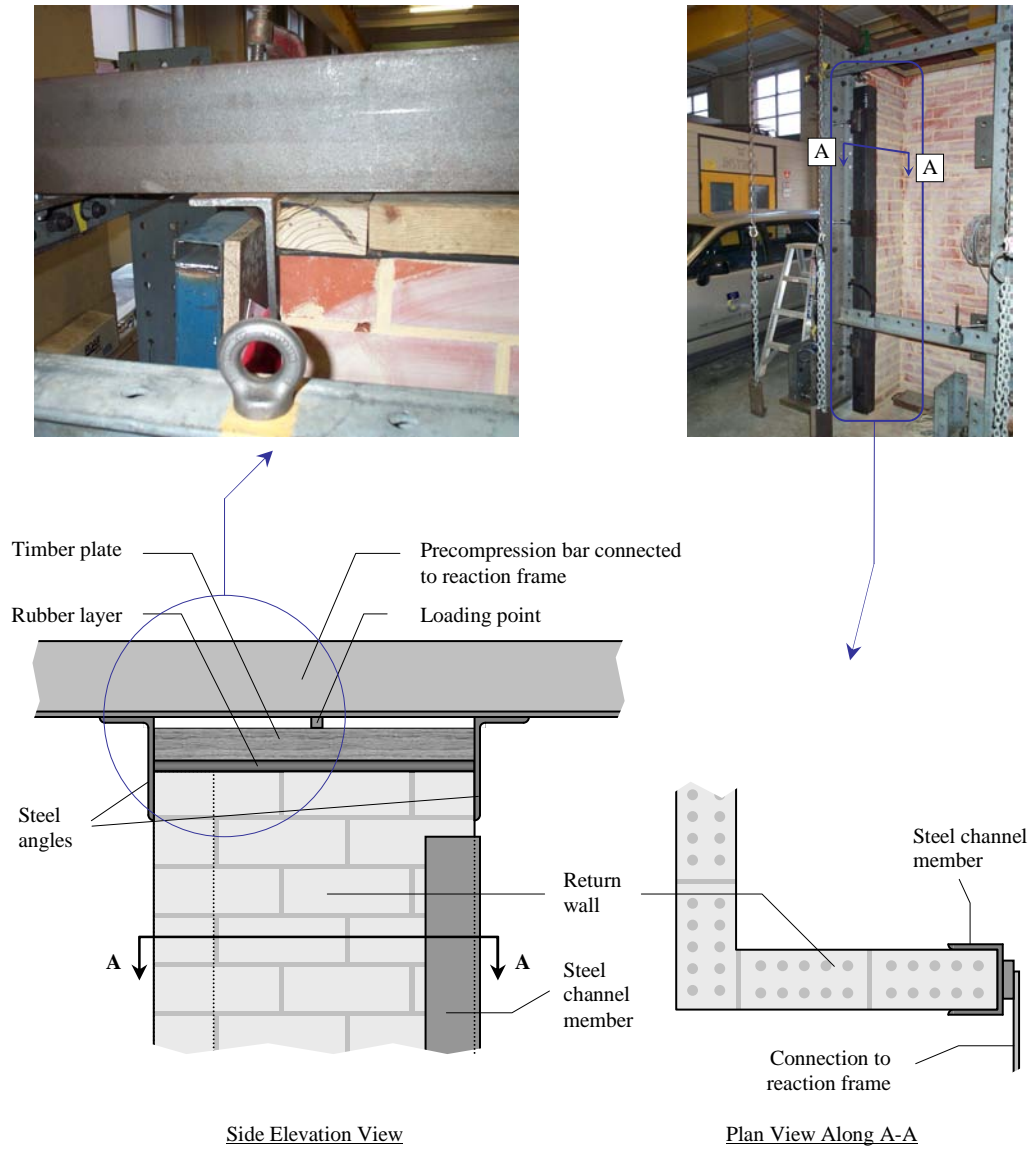 A
A
Timber plate
Precompression bar connected
to reaction frame
Rubber layer
Loading point
Steel
angles
Return
wall
Steel channel
member
A
A
Steel
channel
member
Connection to
reaction frame
Side Elevation View
Plan View Along A-A